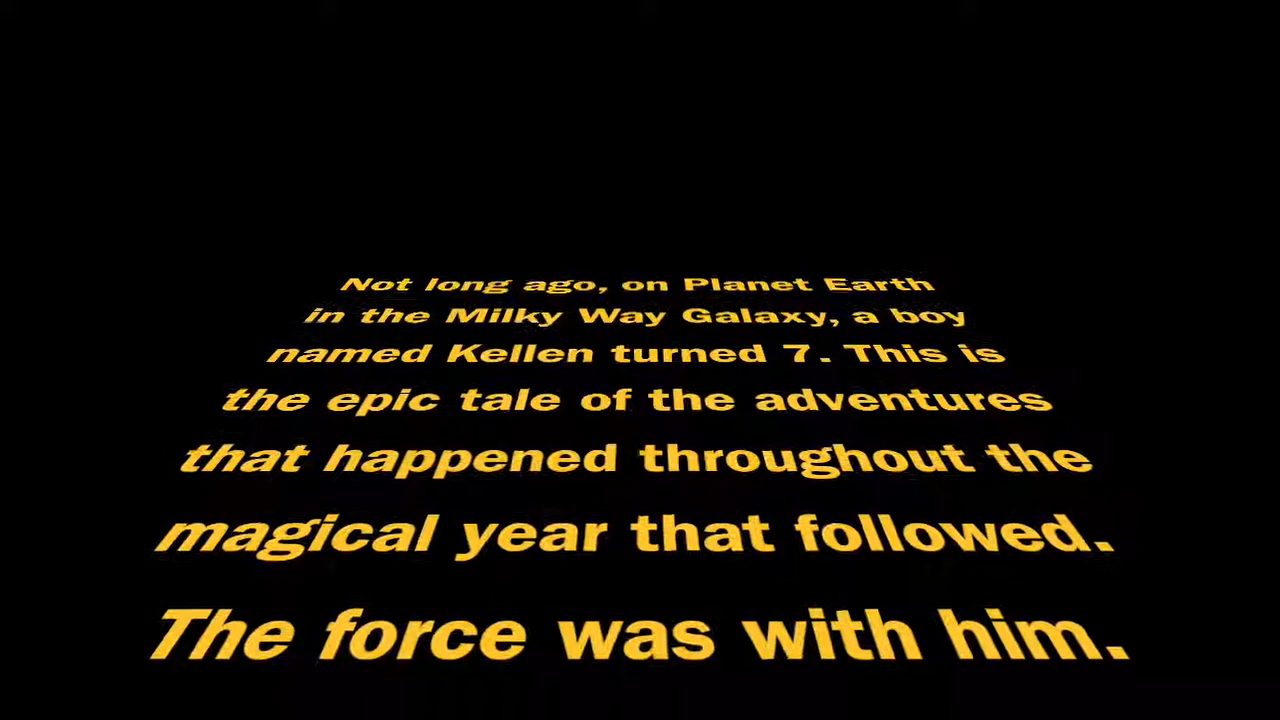 Not long ago, on Planet Earth
in the Milky Way Galaxy, a boy
named Kellen turned 7. This is
the epic tale of the adventures
that happened throughout the
magical year that followed.
The force was with him.